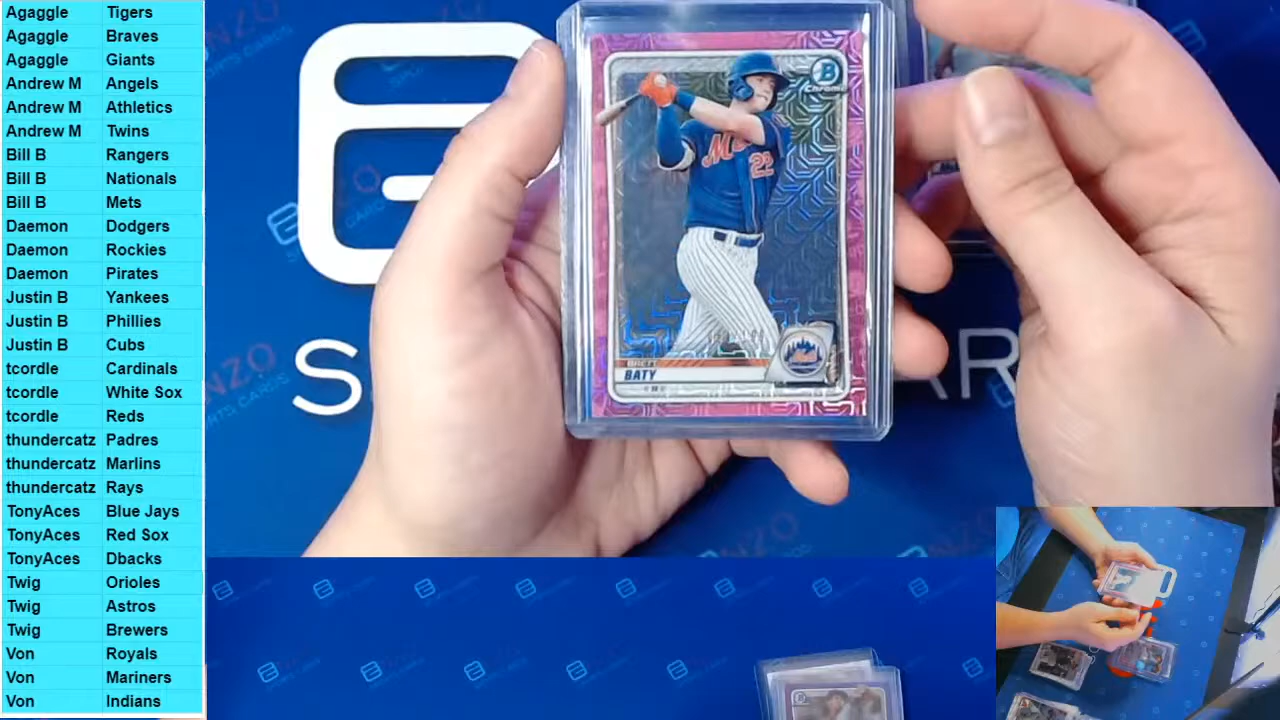 Agaggle Tigers
Agaggle Braves
Agaggle Giants
Andrew M Angels
Andrew M Athletics
Andrew M Twins
Bill B Rangers
Bill B Nationals
Bill B Mets
Daemon Dodgers
Daemon Rockies
Daemon Pirates
Justin B Yankees
Justin B Phillies
Justin B Cubs
tcordle Cardinals
tcordle White Sox
tcordle Reds
thundercatz Padres
thundercatz Marlins
thundercatz Rays
TonyAces Blue Jays
TonyAces Red Sox
TonyAces Dbacks
Twig Orioles
Twig Astros
Twig Brewers
Von Royals
Von Mariners
Von Indians
B
Chrome
22
BRETT
BATY